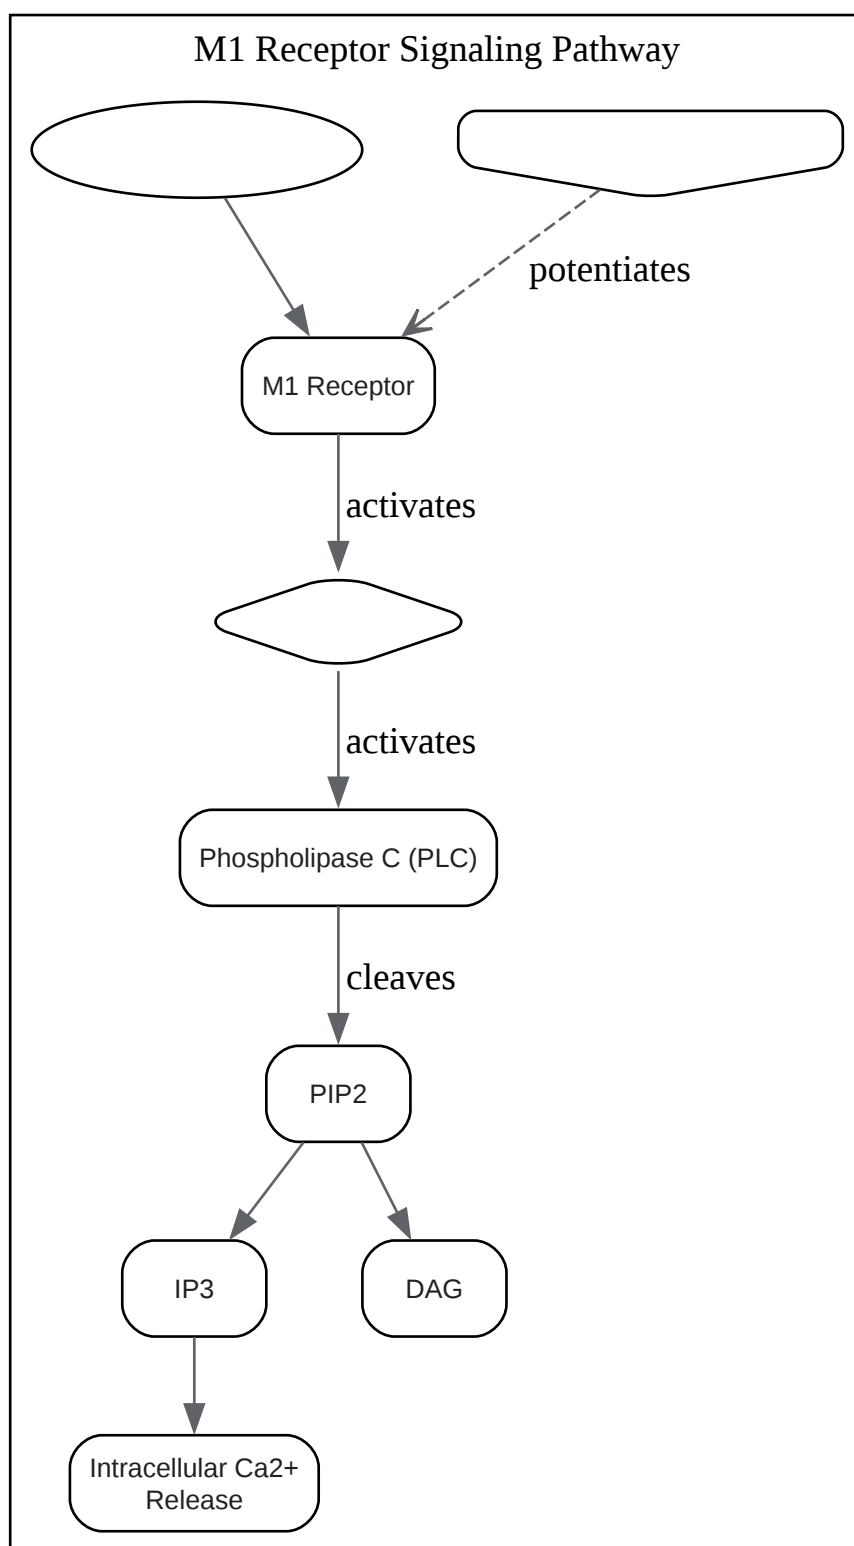 M1 Receptor Signaling Pathway
potentiates
M1 Receptor
activates
activates
Phospholipase C (PLC)
cleaves
PIP2
IP3
DAG
Intracellular Ca2+
Release